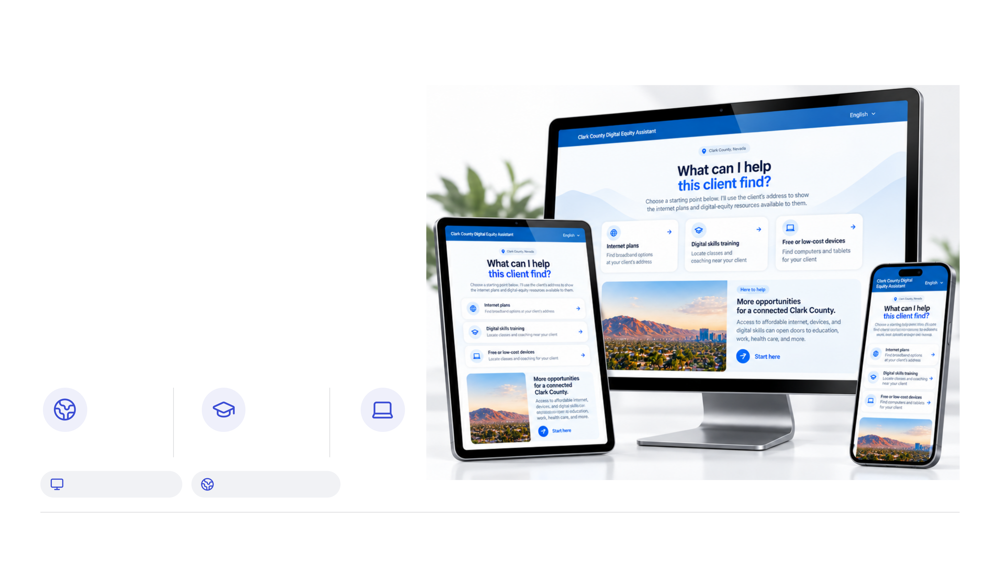 Clark County Digital Equity Assistant
English
Clark County, Nevada
What can I help
this client find?
Choose a starting point below. I'll use the client's address to show
the internet plans and digital-equity resources available to them.
Internet plans
Find broadband options
at your client's address
Digital skills training
Locate classes and
coaching near your client
Free or low-cost devices
Find computers and tablets
for your client
Here to help
More opportunities
for a connected Clark County.
Access to affordable internet, devices, and
digital skills can open doors to education,
work, health care, and more.
Start here
Clark County Digital Equity Assistant
English
Clark County, Nevada
What can I help
this client find?
Choose a starting point below. I'll use the client's address to show
the internet plans and digital-equity resources available to them.
Internet plans
Find broadband options at your client's address
Digital skills training
Locate classes and coaching near your client
Free or low-cost devices
Locate classes and coaching for your client
More opportunities
for a connected
Clark County.
Access to affordable internet,
devices, and digital skills can
to education,
work, health care, and more.
Start here
Clark County Digital
Equity Assistant
English
Clark County, Nevada
What can I help
this client find?
Choose a starting
Internet plans
Find broadband options
at your client's address
Digital skills training
Locate classes and coaching
near your client
Free or low-cost devices
Find computers and tablets
for your client